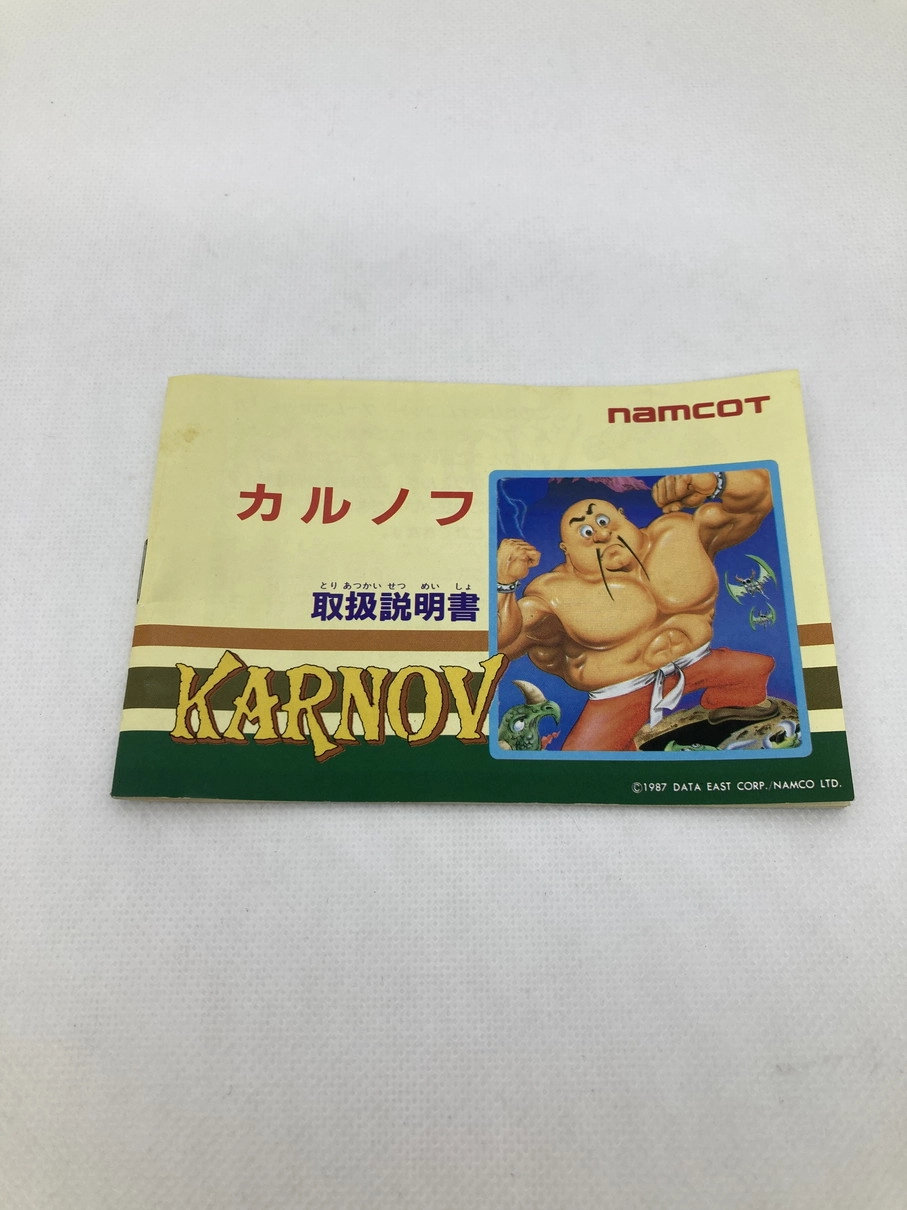 namcot
カルノフ
とり あつかい せつ めい しょ
取扱説明書
KARNOV
©1987 DATA EAST CORP./NAMCO LTD.